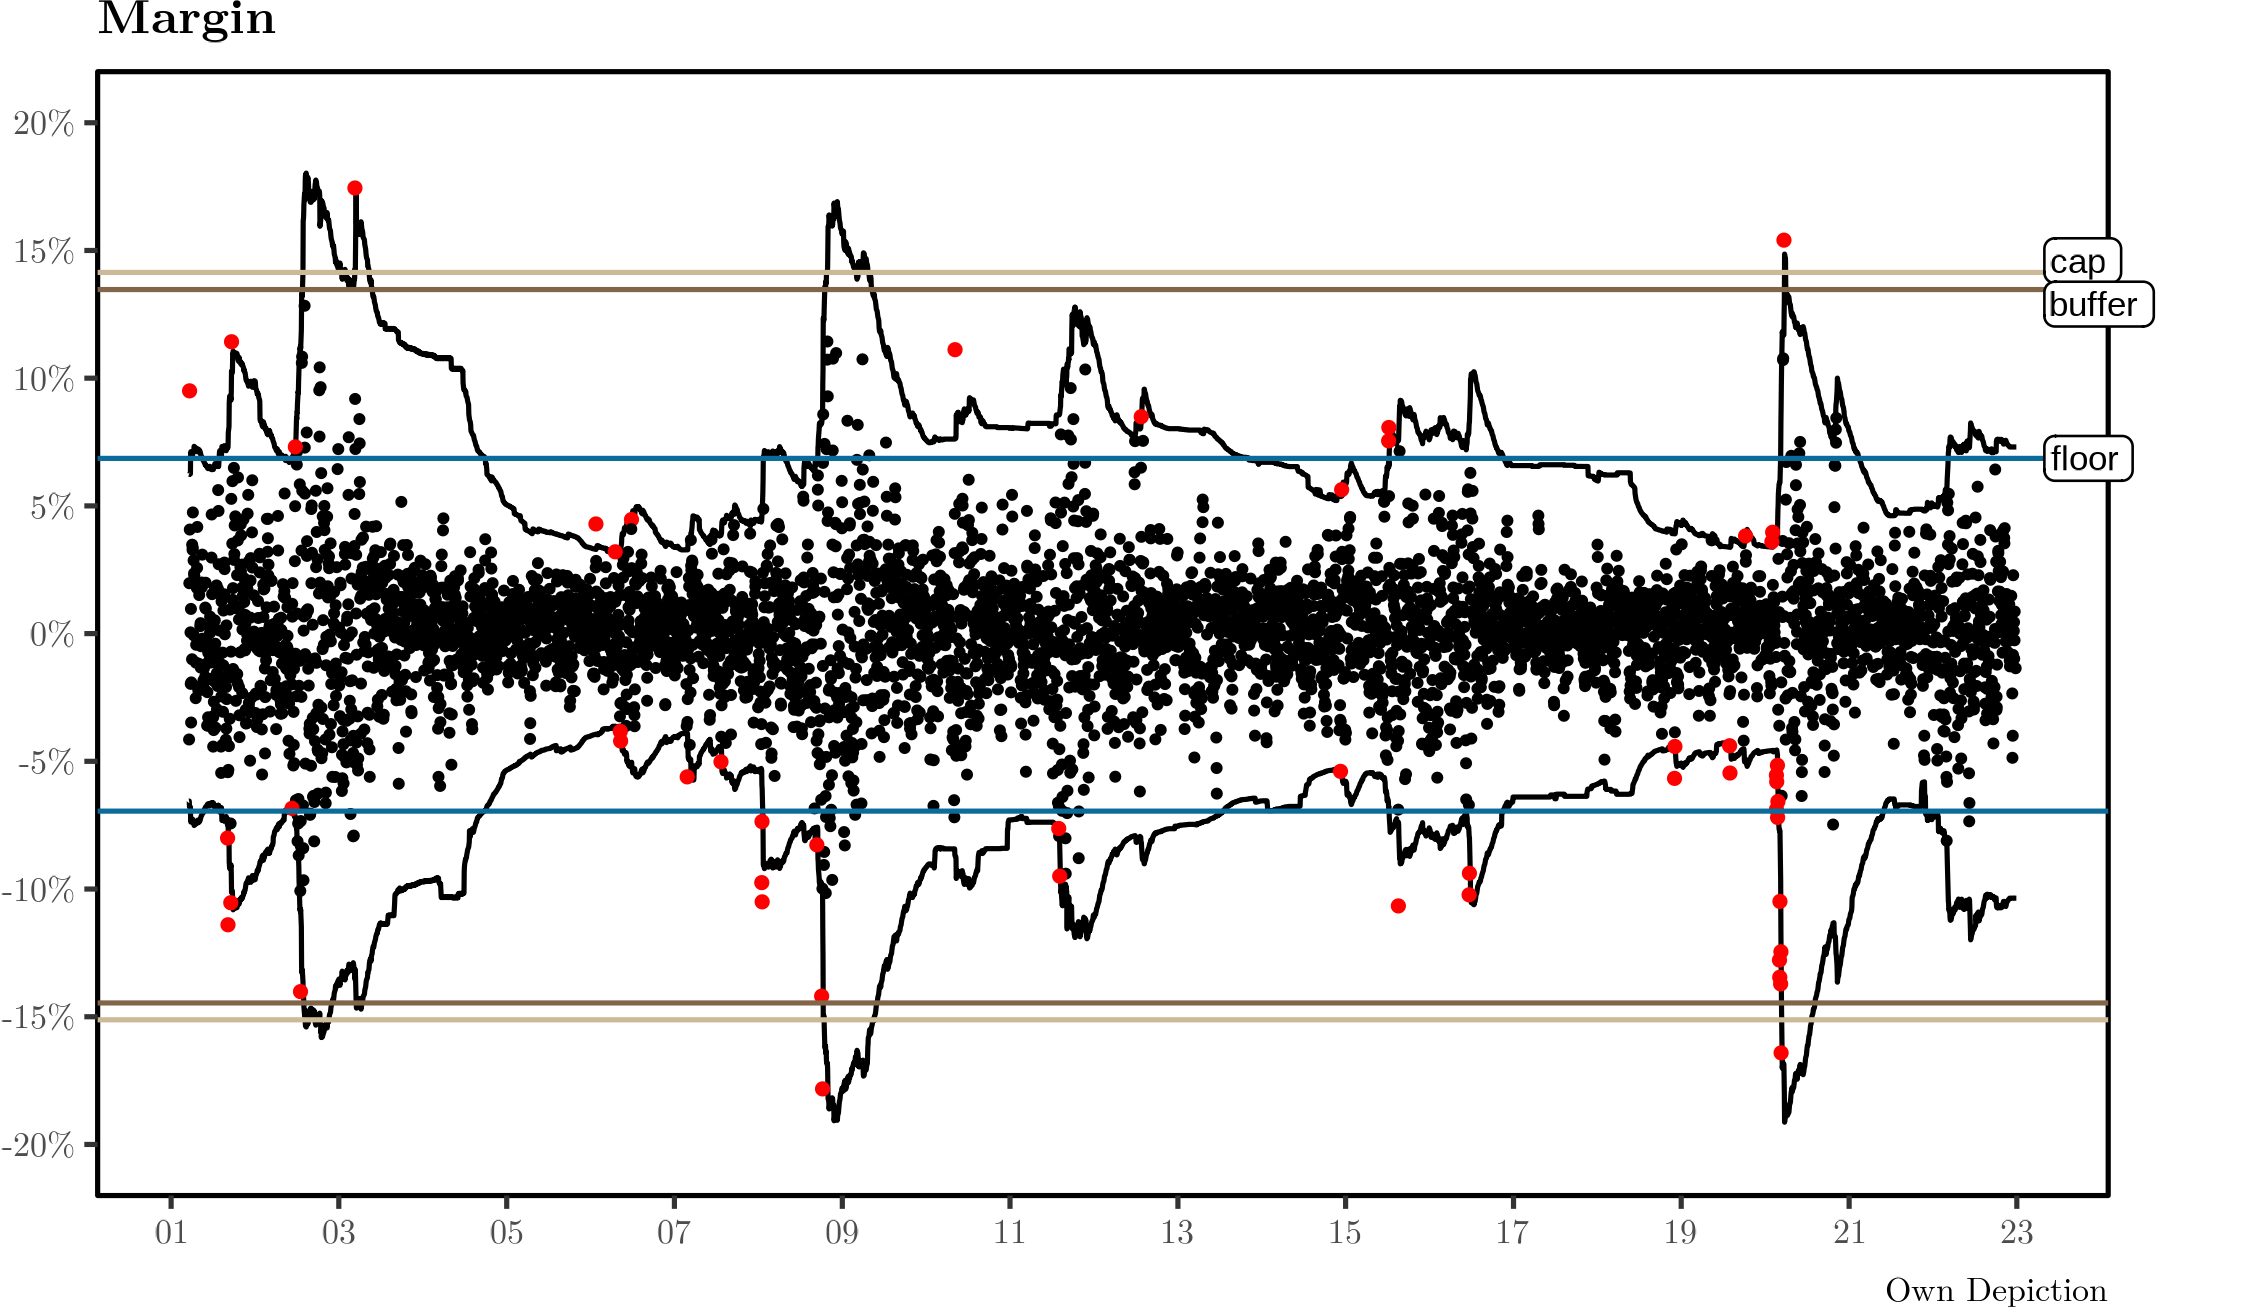 Margin
20%
15%
10%
5%
0%
-5%
-10%
-15%
-20%
cap
buffer
floor
01 03 05 07 09 11 13 15 17 19 21 23
Own Depiction